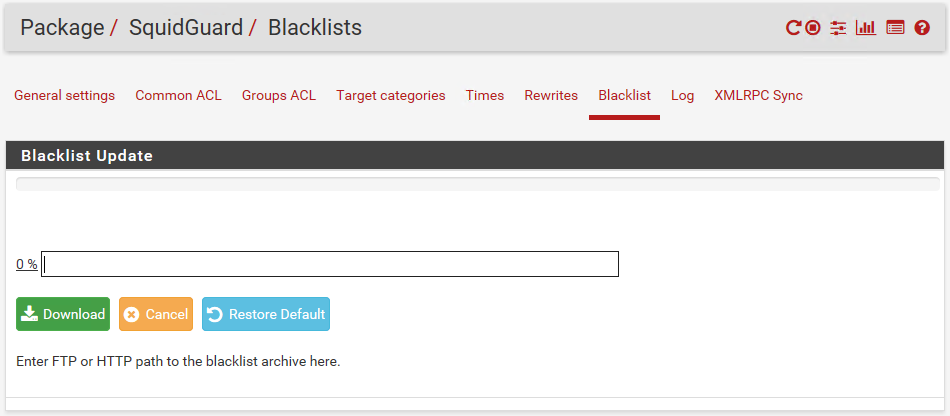 Package / SquidGuard / Blacklists
General settings Common ACL Groups ACL Target categories Times Rewrites Blacklist Log XMLRPC Sync
Blacklist Update
0 %
Download Cancel Restore Default
Enter FTP or HTTP path to the blacklist archive here.